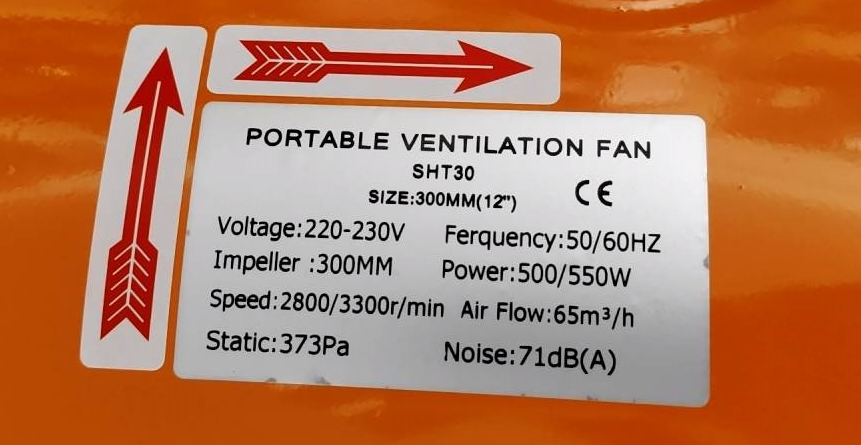 PORTABLE VENTILATION FAN
SHT30
SIZE:300MM(12") CE
Voltage:220-230V Ferquency:50/60HZ
Impeller :300MM Power:500/550W
Speed:2800/3300r/min Air Flow:65m³/h
Static:373Pa Noise:71dB(A)